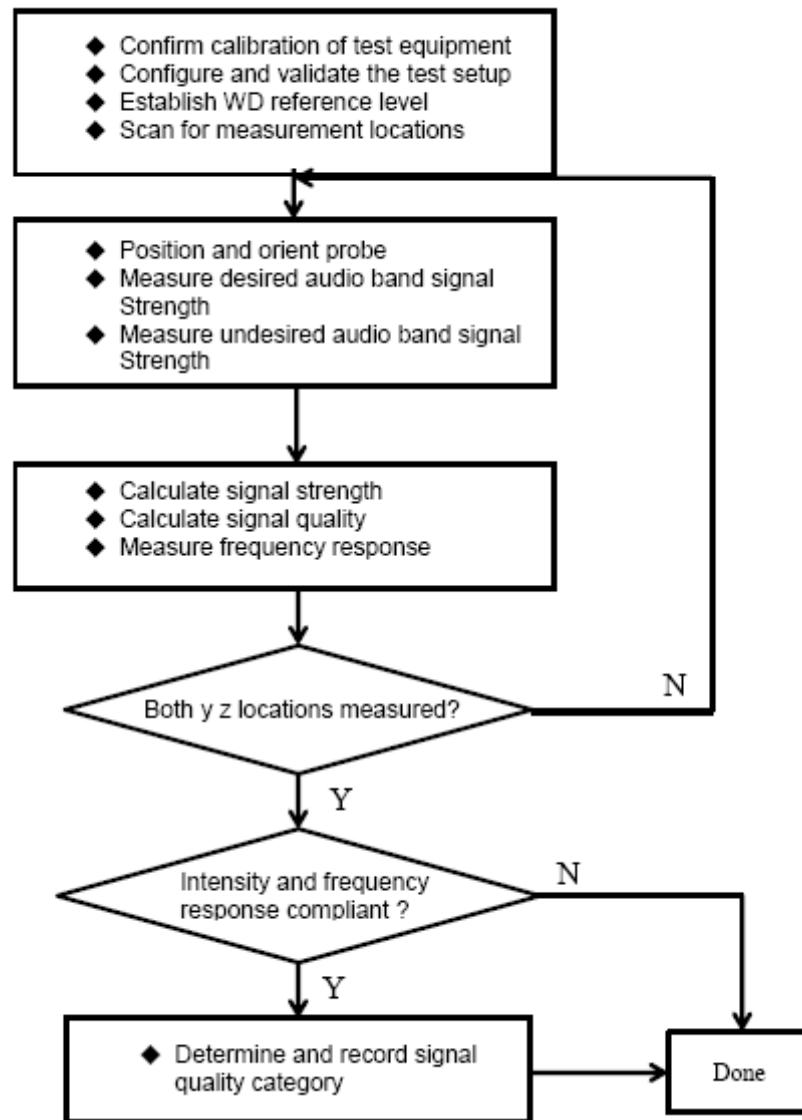 ◆ Confirm calibration of test equipment
◆ Configure and validate the test setup
◆ Establish WD reference level
◆ Scan for measurement locations
◆ Position and orient probe
◆ Measure desired audio band signal
Strength
◆ Measure undesired audio band signal
Strength
◆ Calculate signal strength
◆ Calculate signal quality
◆ Measure frequency response
Both y z locations measured?
N
Y
Intensity and frequency
response compliant ?
N
Y
◆ Determine and record signal
quality category
Done